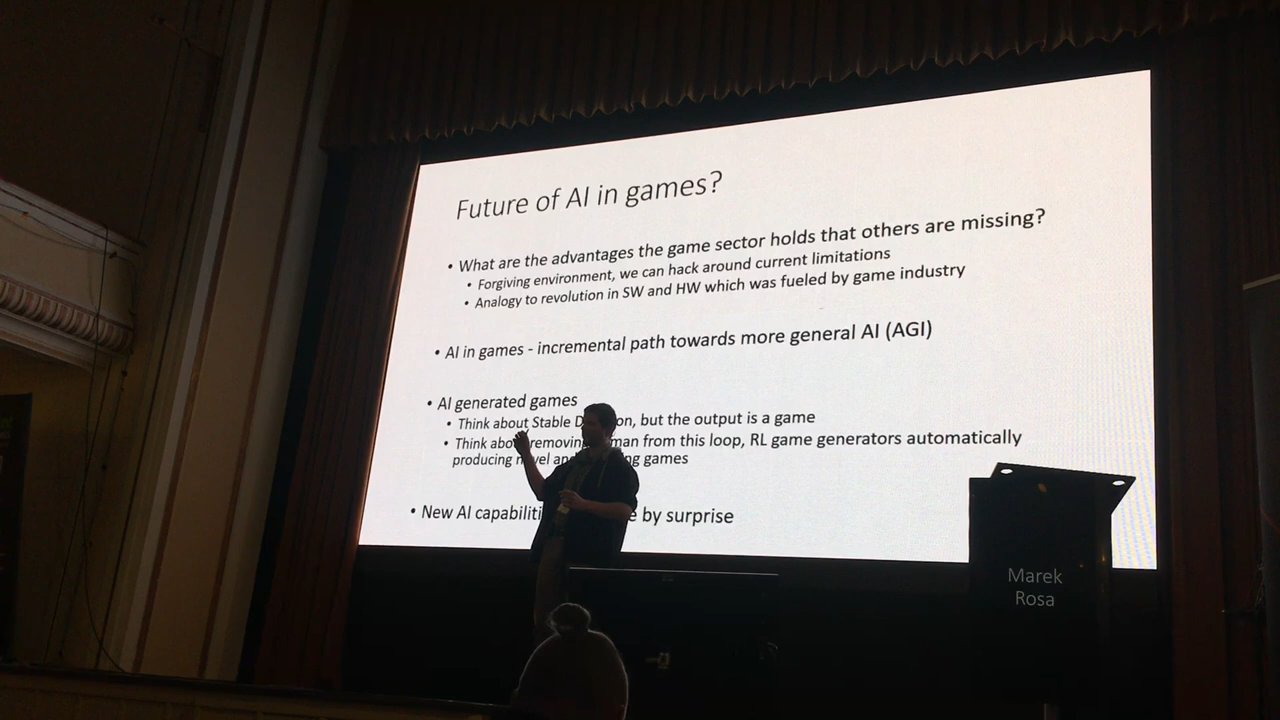 Future of AI in games?
• What are the advantages the game sector holds that others are missing?
• Forgiving environment, we can hack around current limitations
• Analogy to revolution in SW and HW which was fueled by game industry
• AI in games - incremental path towards more general AI (AGI)
• AI generated games
• Think about Stable on, but the output is a game
• Think removing from this loop, RL game generators automatically
producing games
• New AI by surprise
Marek
Rosa